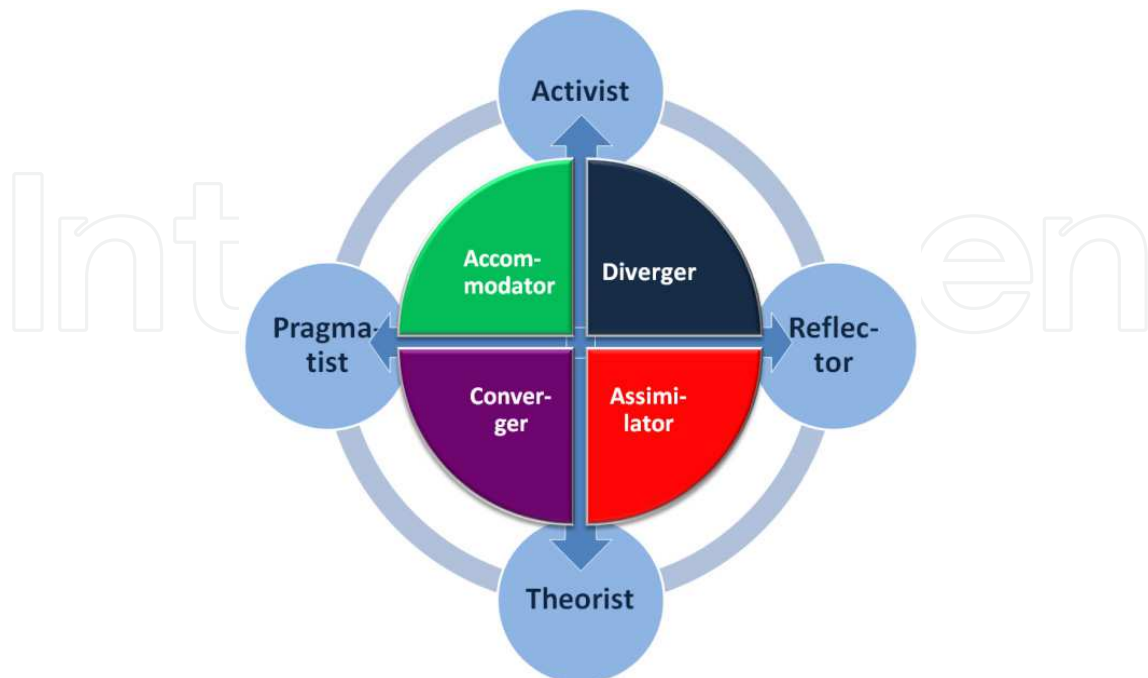 Activist
Accom-
modator
Diverger
Pragma-
tist
Reflec-
tor
Conver-
ger
Assimi-
lator
Theorist